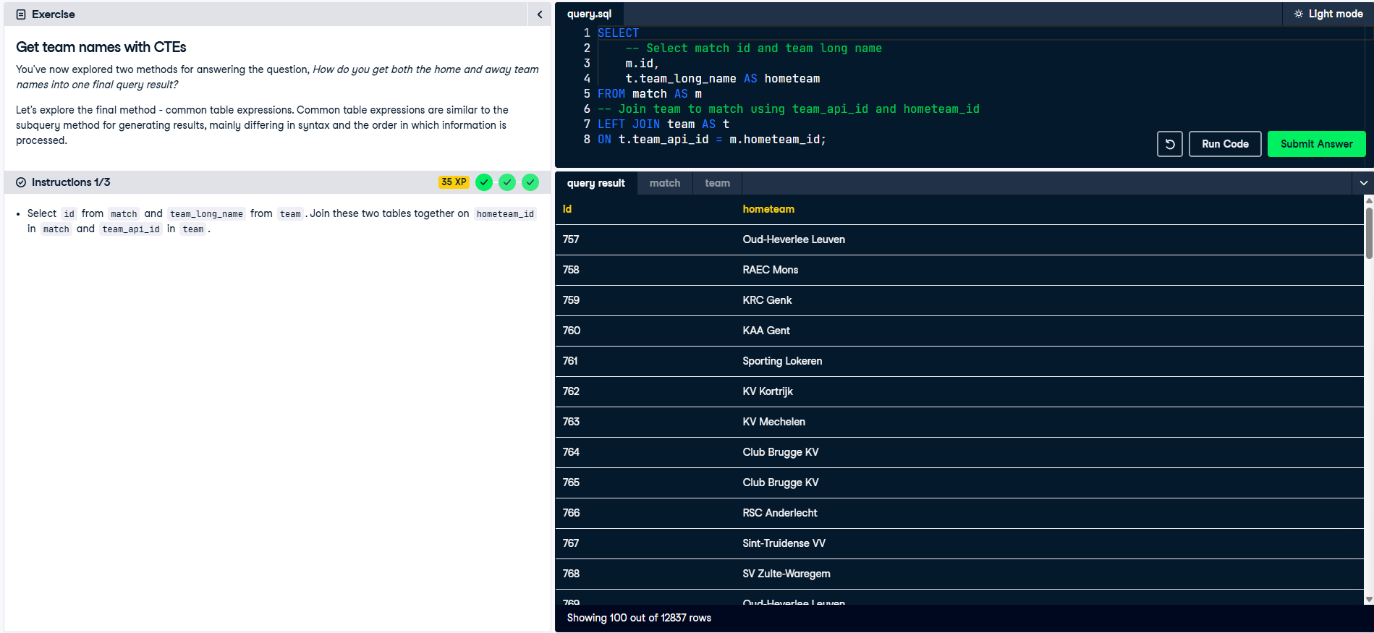 Exercise
Get team names with CTEs
You've now explored two methods for answering the question, How do you get both the home and away team
names into one final query result?
Let's explore the final method - common table expressions. Common table expressions are similar to the
subquery method for generating results, mainly differing in syntax and the order in which information is
processed.
Instructions 1/3
35 XP
• Select id from match and team_long_name from team . Join these two tables together on hometeam_id
in match and team_api_id in team .
query.sql
Light mode
1 SELECT
2 -- Select match id and team long name
3 m.id,
4 t.team_long_name AS hometeam
5 FROM match AS m
6 -- Join team to match using team_api_id and hometeam_id
7 LEFT JOIN team AS t
8 ON t.team_api_id = m.hometeam_id;
Run Code
Submit Answer
query result match team
id hometeam
757 Oud-Heverlee Leuven
758 RAEC Mons
759 KRC Genk
760 KAA Gent
761 Sporting Lokeren
762 KV Kortrijk
763 KV Mechelen
764 Club Brugge KV
765 Club Brugge KV
766 RSC Anderlecht
767 Sint-Truidense VV
768 SV Zulte-Waregem
769 Oud-Heverlee Leuven
Showing 100 out of 12837 rows